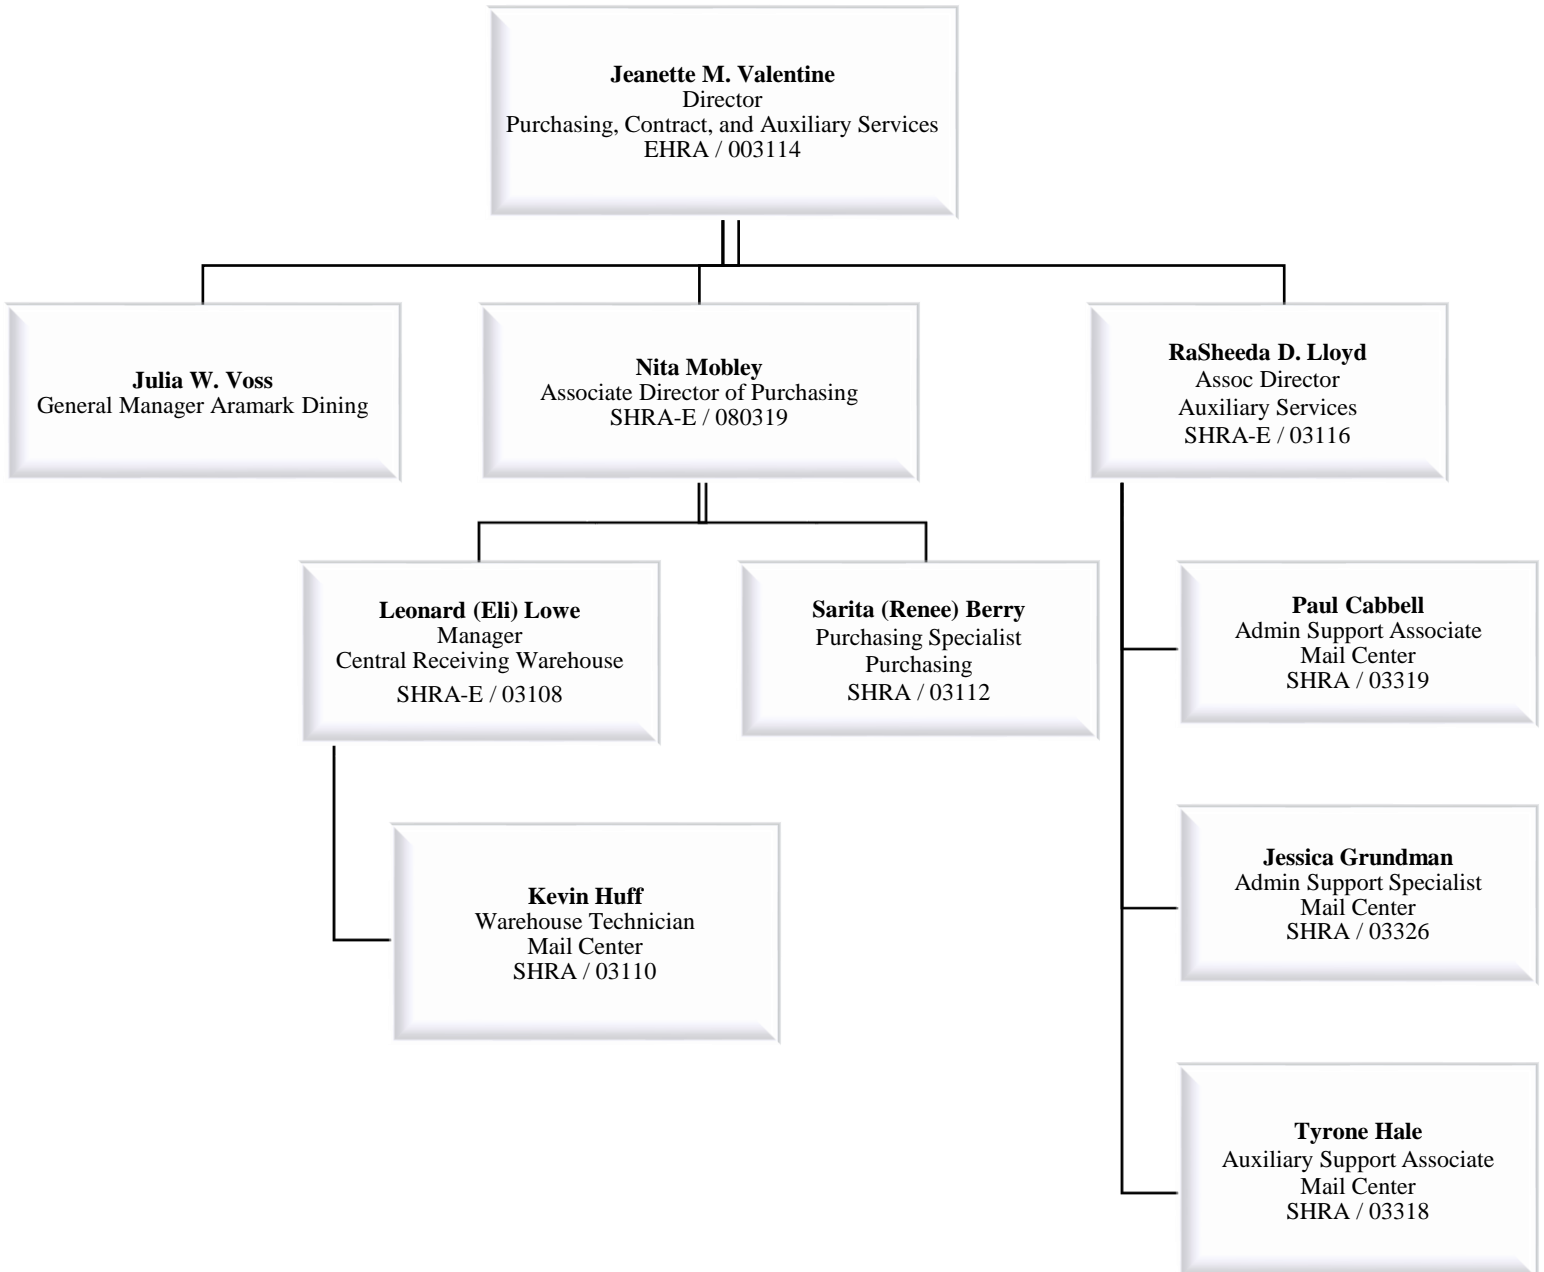 Jeanette M. Valentine
Director
Purchasing, Contract, and Auxiliary Services
EHRA / 003114
Julia W. Voss
General Manager Aramark Dining
Nita Mobley
Associate Director of Purchasing
SHRA-E / 080319
RaSheeda D. Lloyd
Assoc Director
Auxiliary Services
SHRA-E / 03116
Leonard (Eli) Lowe
Manager
Central Receiving Warehouse
SHRA-E / 03108
Sarita (Renee) Berry
Purchasing Specialist
Purchasing
SHRA / 03112
Paul Cabbell
Admin Support Associate
Mail Center
SHRA / 03319
Kevin Huff
Warehouse Technician
Mail Center
SHRA / 03110
Jessica Grundman
Admin Support Specialist
Mail Center
SHRA / 03326
Tyrone Hale
Auxiliary Support Associate
Mail Center
SHRA / 03318